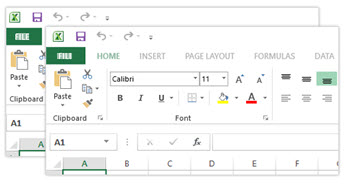 FILE
FILE HOME INSERT PAGE LAYOUT FORMULAS DATA
Paste
Clipboard
A1
A
Paste
Calibri 11 A A
B I U A
Clipboard Font
A1 fx
A B C D E F